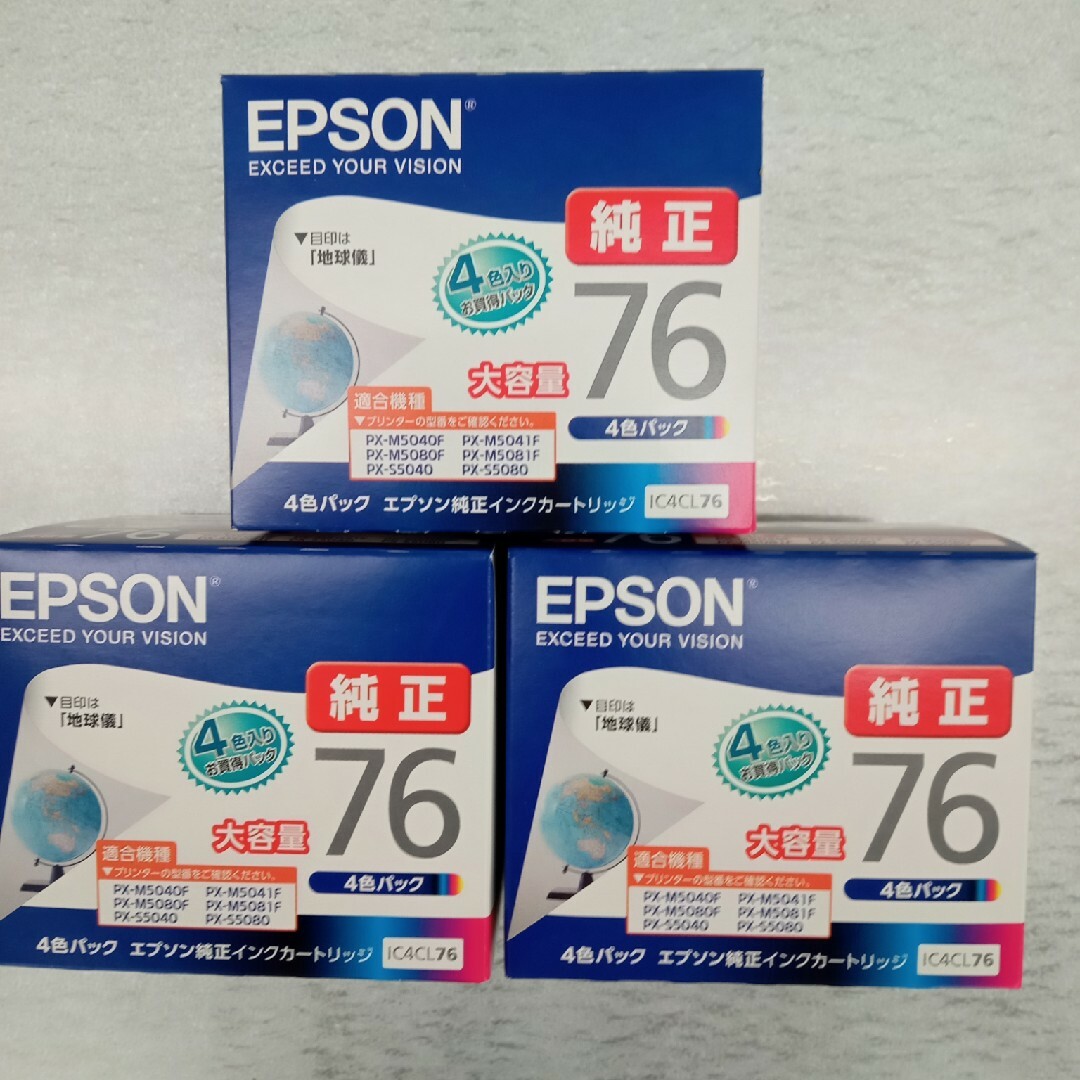 EPSON®
EXCEED YOUR VISION
純正
▼目印は
「地球儀」
4色入り
お買得パック
76
大容量
適合機種
▼プリンターの型番をご確認ください。
PX-M5040F PX-M5041F
PX-M5080F PX-M5081F
PX-S5040 PX-S5080
4色パック
4色パック エプソン純正インクカートリッジ IC4CL76
76
EPSON®
EXCEED YOUR VISION
純正
▼目印は
「地球儀」
4色入り
お買得パック
76
大容量
適合機種
▼プリンターの型番をご確認ください。
PX-M5040F PX-M5041F
PX-M5080F PX-M5081F
PX-S5040 PX-S5080
4色パック
4色パック エプソン純正インクカートリッジ IC4CL76
76
EPSON®
EXCEED YOUR VISION
純正
▼目印は
「地球儀」
4色入り
お買得パック
76
大容量
適合機種
▼プリンターの型番をご確認ください。
PX-M5040F PX-M5041F
PX-M5080F PX-M5081F
PX-S5040 PX-S5080
4色パック
4色パック エプソン純正インクカートリッジ IC4CL76